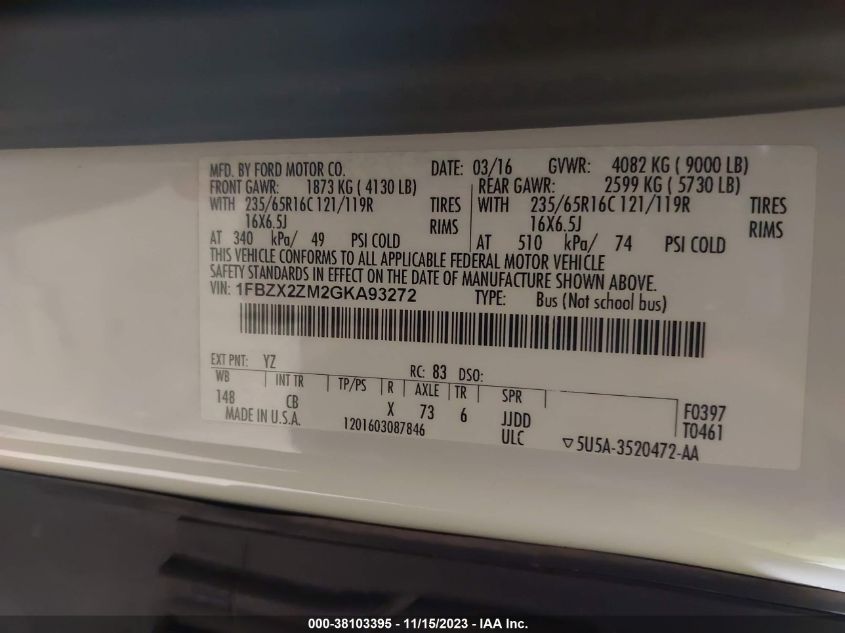 MFD. BY FORD MOTOR CO. DATE: 03/16 GVWR: 4082 KG ( 9000 LB)
FRONT GAWR: 1873 KG ( 4130 LB) REAR GAWR: 2599 KG ( 5730 LB)
WITH 235/65R16C 121/119R TIRES WITH 235/65R16C 121/119R TIRES
16X6.5J RIMS 16X6.5J RIMS
AT 340 kPa/ 49 PSI COLD AT 510 kPa/ 74 PSI COLD
THIS VEHICLE CONFORMS TO ALL APPLICABLE FEDERAL MOTOR VEHICLE
SAFETY STANDARDS IN EFFECT ON THE DATE OF MANUFACTURE SHOWN ABOVE.
VIN: 1FBZX2ZM2GKA93272 TYPE: Bus (Not school bus)
EXT PNT: YZ RC: 83 DSO:
WB INT TR TP/PS R AXLE TR SPR
148 CB X 73 6 JJDD F0397
MADE IN U.S.A. 1201603087846 ULC T0461
▽5U5A-3520472-AA
000-38103395 - 11/15/2023 - IAA Inc.